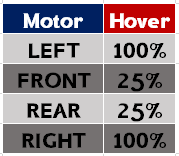 Motor Hover
LEFT 100%
FRONT 25%
REAR 25%
RIGHT 100%